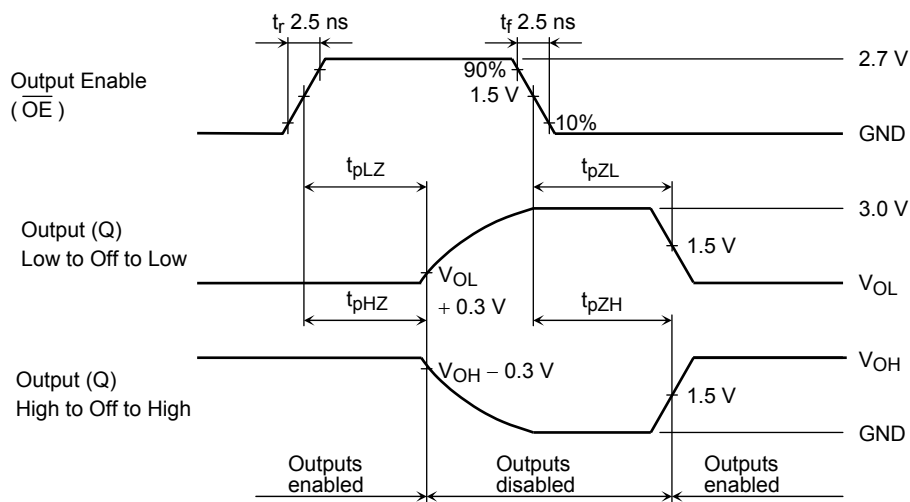 tr 2.5 ns
tf 2.5 ns
2.7 V
Output Enable
( OE )
90%
1.5 V
10%
GND
tpLZ
tpZL
3.0 V
Output (Q)
Low to Off to Low
1.5 V
VOL
+ 0.3 V
VOL
tpHZ
tpZH
VOH
Output (Q)
High to Off to High
VOH − 0.3 V
1.5 V
GND
Outputs
enabled
Outputs
disabled
Outputs
enabled